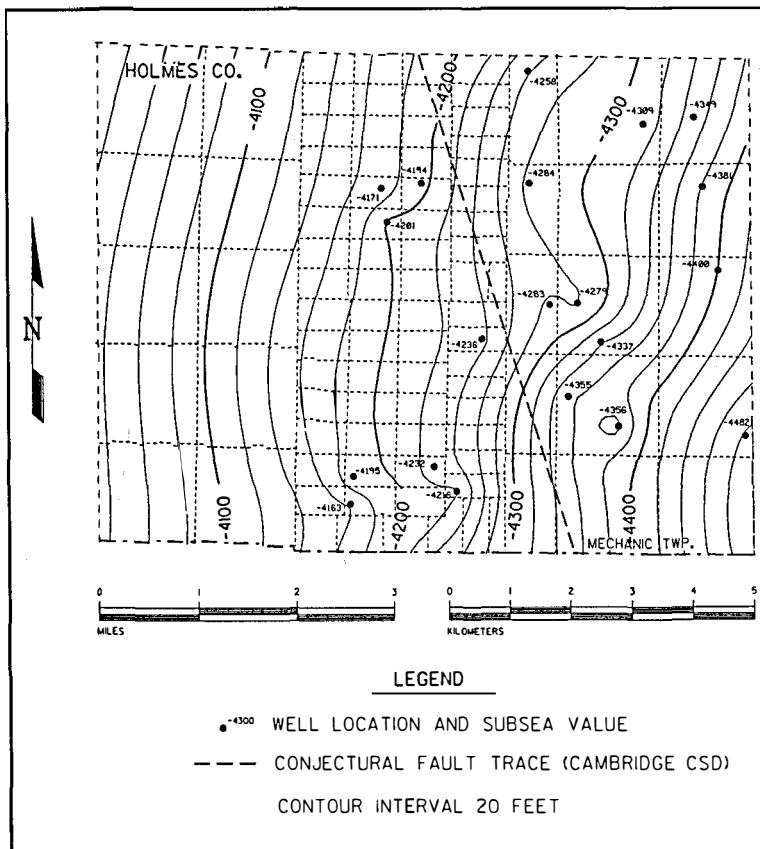 HOLMES CO.
-4100
-4200
-4258
-4300
-4309
-4349
-4171
-4194
-4284
-4381
-4201
-4400
-4283
-4279
-4236
-4337
-4355
-4356
-4482
-4195
-4232
-4216
-4163
-4100
-4200
-4300
-4400
MECHANIC TWP.
N
0 1 2 3
MILES
0 1 2 3 4 5
KILOMETERS
LEGEND
-4300 WELL LOCATION AND SUBSEA VALUE
CONJECTURAL FAULT TRACE (CAMBRIDGE CSD)
CONTOUR INTERVAL 20 FEET